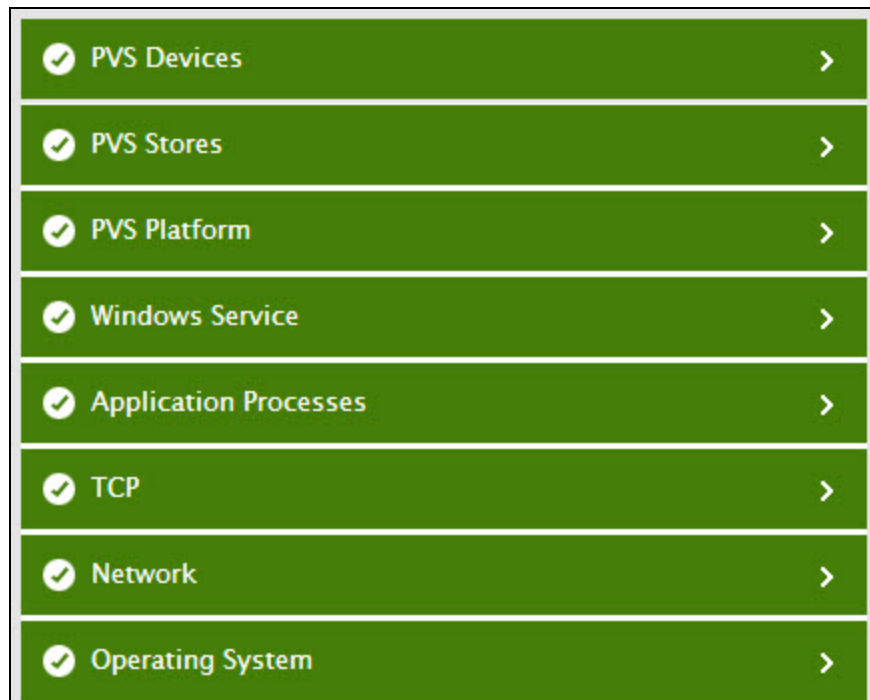 PVS Devices
PVS Stores
PVS Platform
Windows Service
Application Processes
TCP
Network
Operating System